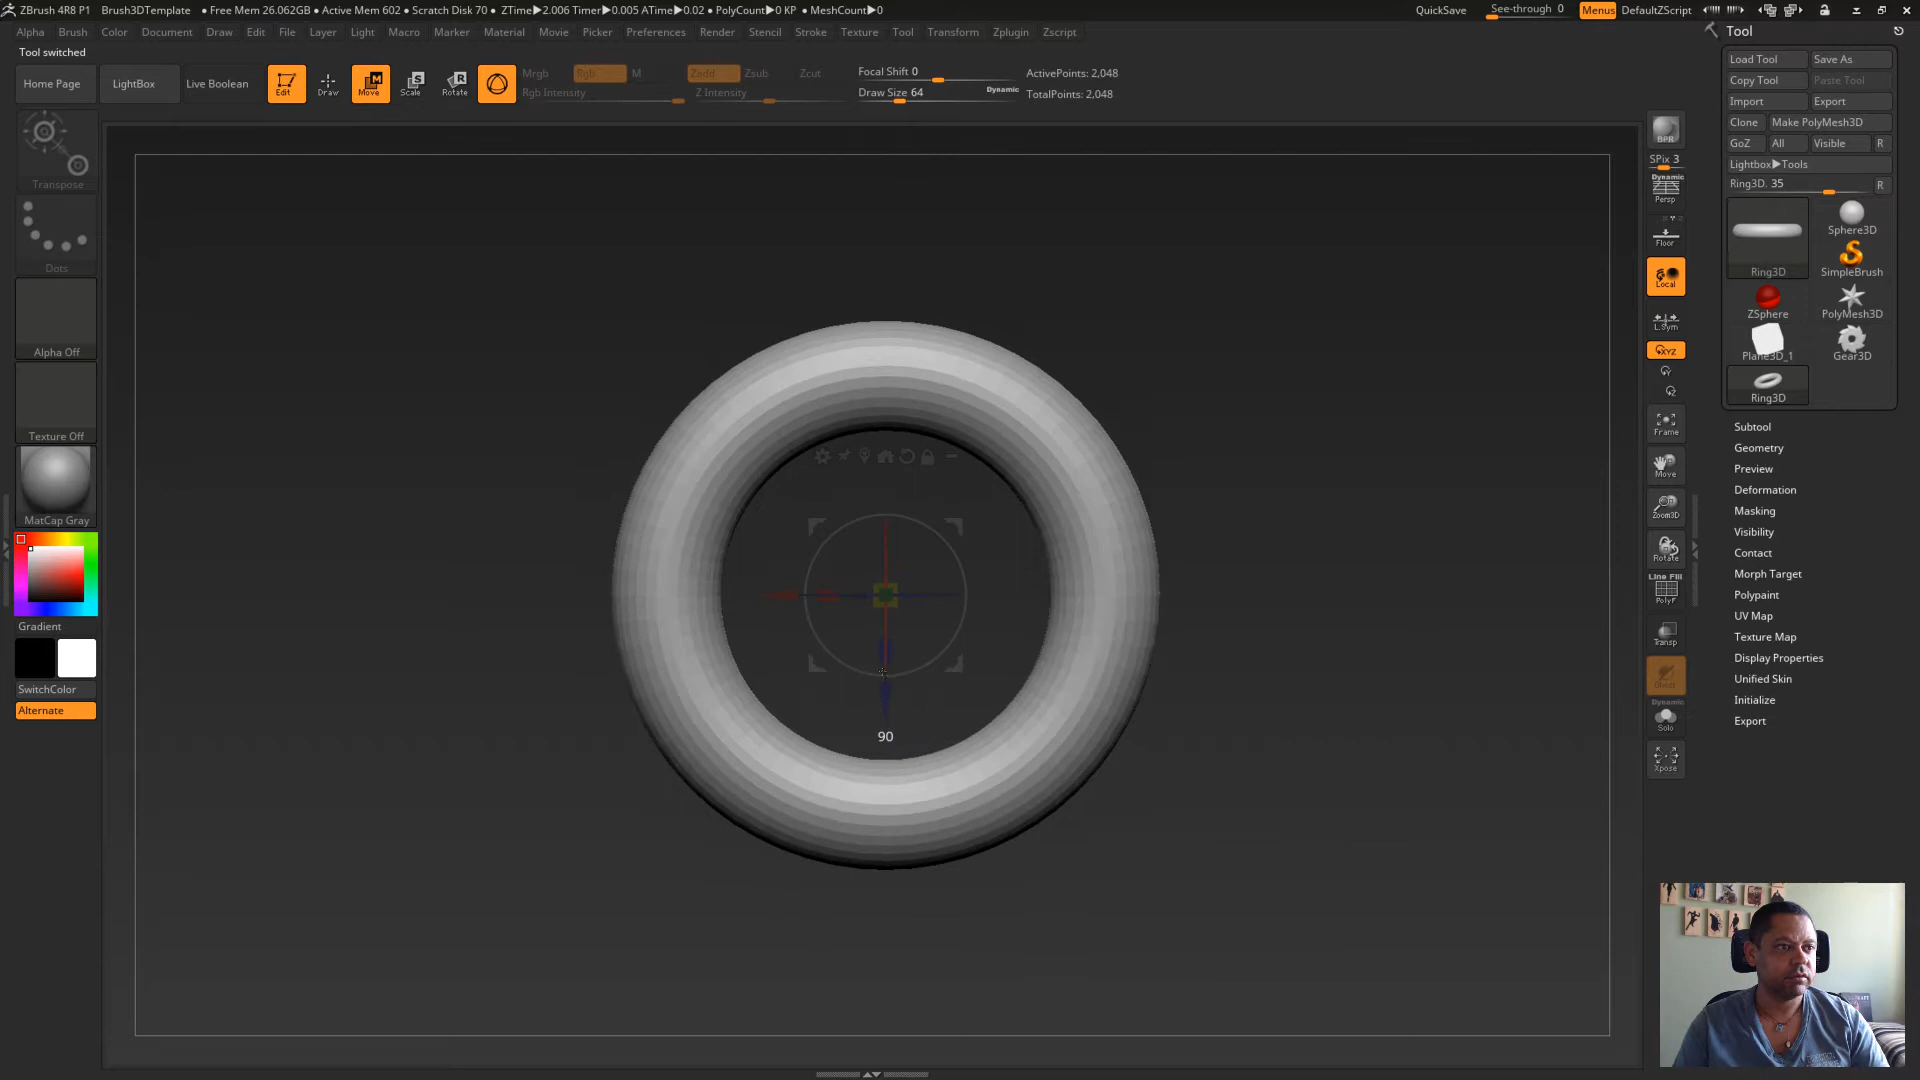 ZBrush 4R8 P1 Brush3DTemplate ● Free Mem 26.062GB ● Active Mem 602 ● Scratch Disk 70 ● ZTime▶2.006 Timer▶0.005 ATime▶0.02 ● PolyCount▶0 KP ● MeshCount▶0 QuickSave See-through 0 Menus DefaultZScript
Alpha Brush Color Document Draw Edit File Layer Light Macro Marker Material Movie Picker Preferences Render Stencil Stroke Texture Tool Transform Zplugin Zscript
Tool switched
Home Page LightBox Live Boolean Edit Draw Move Scale Rotate
Mrgb Rgb M Zadd Zsub Zcut Focal Shift 0 ActivePoints: 2,048
Rgb Intensity Z Intensity Draw Size 64 Dynamic TotalPoints: 2,048
Transpose
Dots
Alpha Off
Texture Off
MatCap Gray
Gradient
SwitchColor
Alternate
90
BPR
SPix 3
Dynamic
Persp
Floor
Local
L.Sym
XYZ
Y
Z
Frame
Move
Zoom3D
Rotate
Line Fill
PolyF
Transp
Ghost
Dynamic
Solo
Xpose
Tool
Load Tool Save As
Copy Tool Paste Tool
Import Export
Clone Make PolyMesh3D
GoZ All Visible R
Lightbox▶Tools
Ring3D. 35 R
Ring3D Sphere3D
SimpleBrush
ZSphere PolyMesh3D
Plane3D_1 Gear3D
Ring3D
Subtool
Geometry
Preview
Deformation
Masking
Visibility
Contact
Morph Target
Polypaint
UV Map
Texture Map
Display Properties
Unified Skin
Initialize
Export